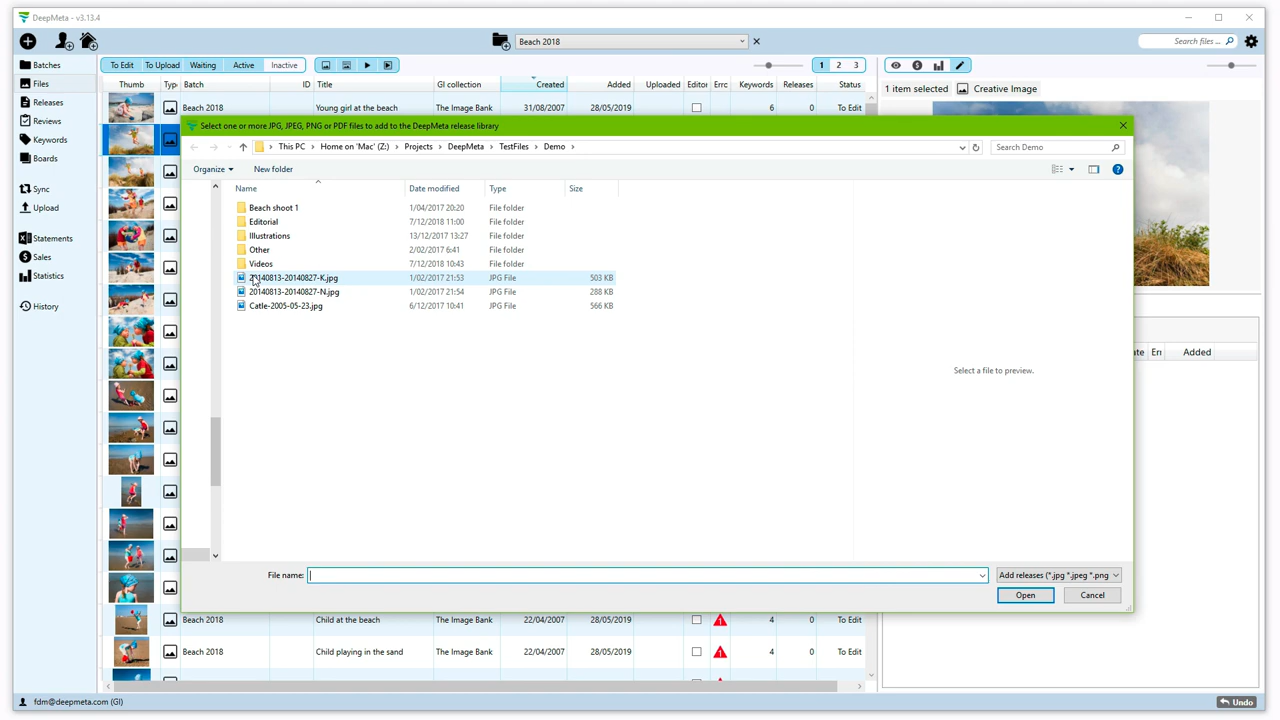 DeepMeta - v3.13.4
Beach 2018
Search files ...
Batches
Files
Releases
Reviews
Keywords
Boards
Sync
Upload
Statements
Sales
Statistics
History
To Edit To Upload Waiting Active Inactive
1 2 3
Thumb Type Batch ID Title GI collection Created Added Uploaded Editor Errc Keywords Releases Status
Beach 2018 Young girl at the beach The Image Bank 31/08/2007 28/05/2019 6 0 To Edit
1 item selected Creative Image
Select one or more JPG, JPEG, PNG or PDF files to add to the DeepMeta release library
This PC > Home on 'Mac' (Z:) > Projects > DeepMeta > TestFiles > Demo >
Search Demo
Organize New folder
Name Date modified Type Size
Beach shoot 1 1/04/2017 20:20 File folder
Editorial 7/12/2018 11:00 File folder
Illustrations 13/12/2017 13:27 File folder
Other 2/02/2017 6:41 File folder
Videos 7/12/2018 10:43 File folder
20140813-20140827-K.jpg 1/02/2017 21:53 JPG File 503 KB
20140813-20140827-N.jpg 1/02/2017 21:54 JPG File 288 KB
Catle-2005-05-23.jpg 6/12/2017 10:41 JPG File 566 KB
Select a file to preview.
ate Err Added
File name:
Add releases (*.jpg *.jpeg *.png
Open Cancel
Beach 2018 Child at the beach The Image Bank 22/04/2007 28/05/2019 4 0 To Edit
Beach 2018 Child playing in the sand The Image Bank 22/04/2007 28/05/2019 4 0 To Edit
fdm@deepmeta.com (GI)
Undo